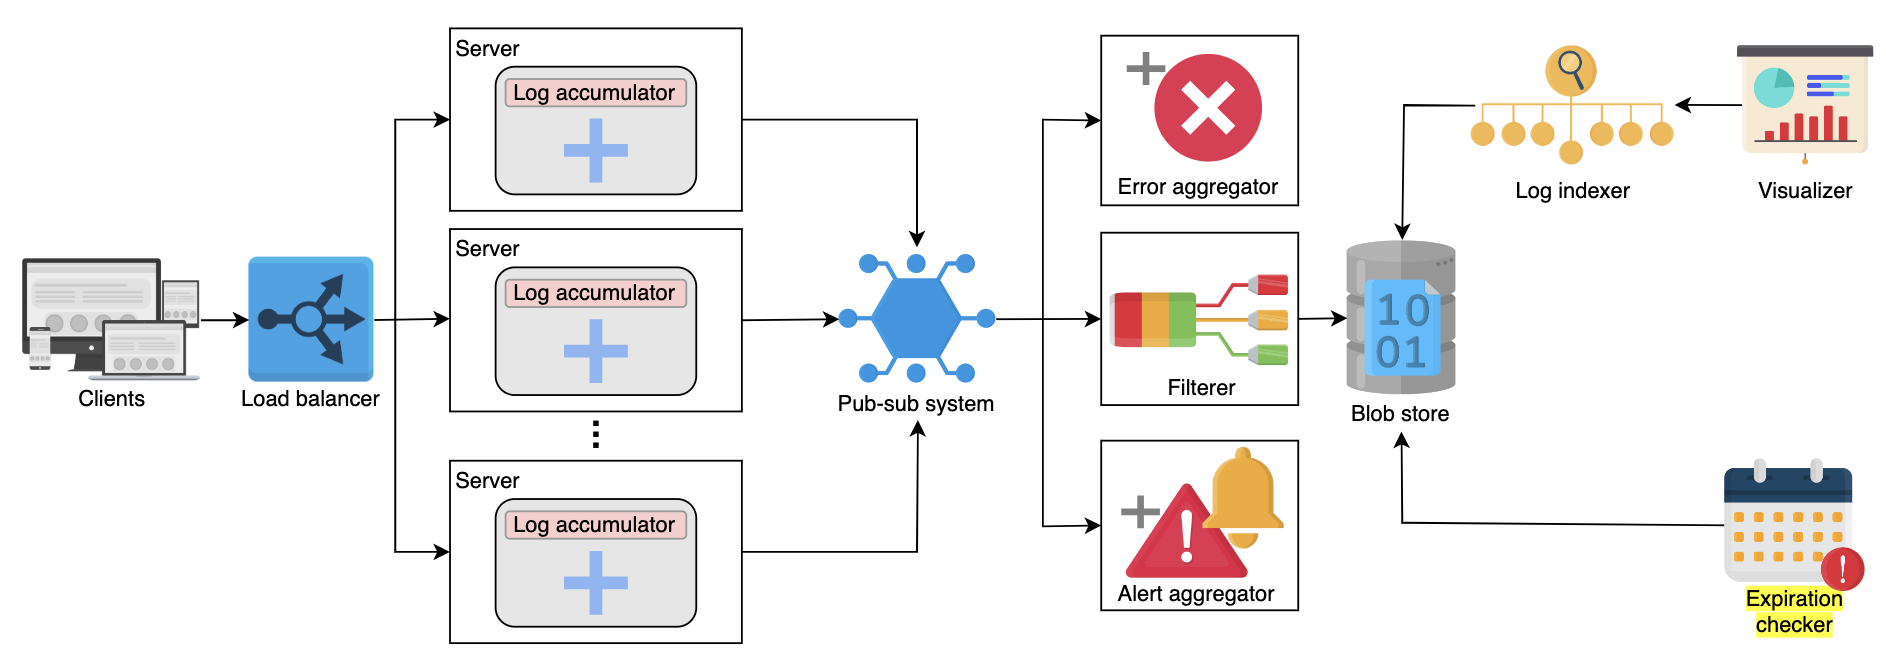 Server
Log accumulator
Server
Log accumulator
Server
Log accumulator
Clients
Load balancer
Pub-sub system
Error aggregator
Filterer
Alert aggregator
10
01
Blob store
Log indexer
Visualizer
Expiration
checker